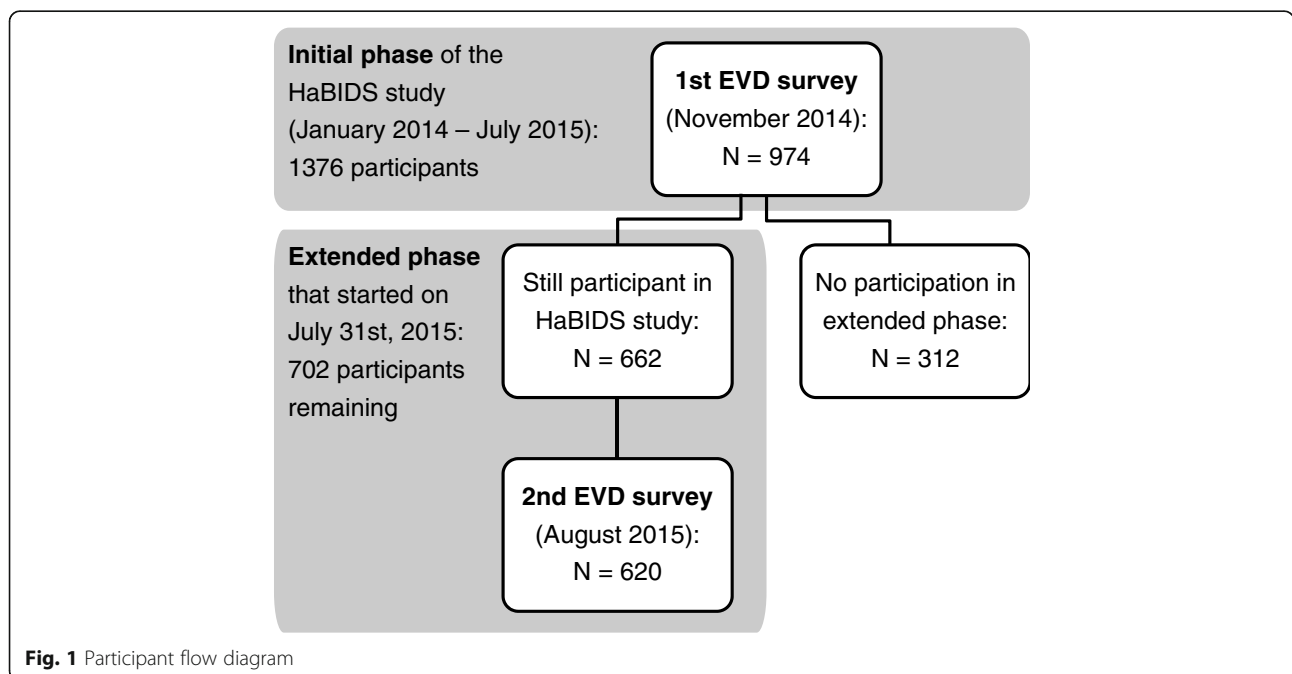 Initial phase of the
HaBIDS study
(January 2014 – July 2015):
1376 participants
1st EVD survey
(November 2014):
N = 974
Extended phase
that started on
July 31st, 2015:
702 participants
remaining
Still participant in
HaBIDS study:
N = 662
No participation in
extended phase:
N = 312
2nd EVD survey
(August 2015):
N = 620
Fig. 1 Participant flow diagram